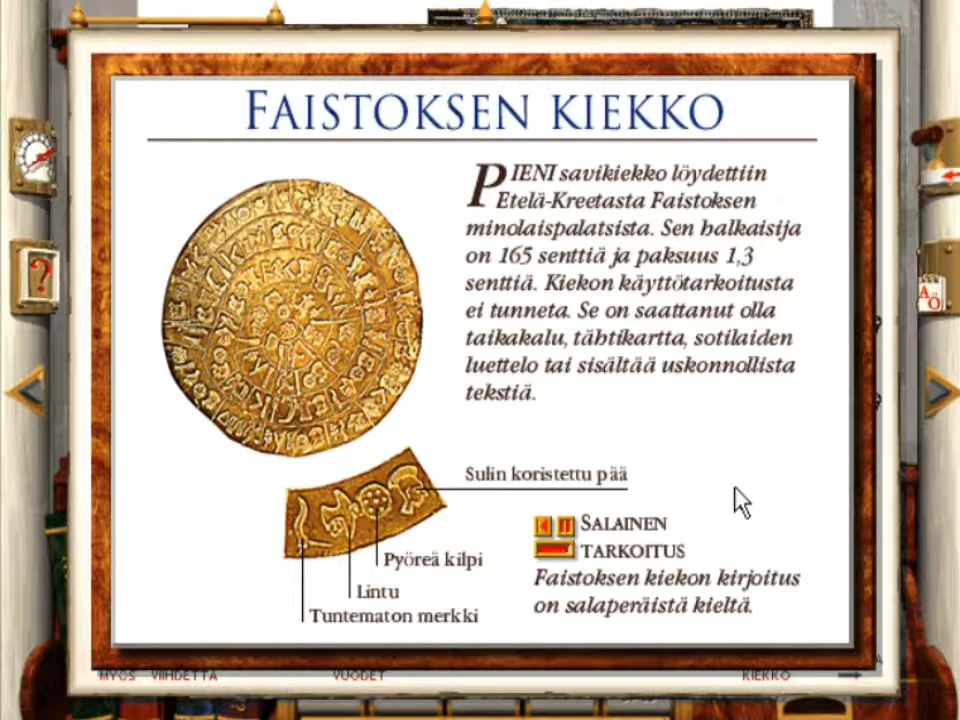 FAISTOKSEN KIEKKO
PIENI savikiekko löydettiin
Etelä-Kreetasta Faistoksen
minolaispalatsista. Sen halkaisija
on 165 senttiä ja paksuus 1,3
senttiä. Kiekon käyttötarkoitusta
ei tunneta. Se on saattanut olla
taikakalu, tähtikartta, sotilaiden
luettelo tai sisältää uskonnollista
tekstiä.
Sulin koristettu pää
Pyöreä kilpi
Lintu
Tuntematon merkki
SALAINEN
TARKOITUS
Faistoksen kiekon kirjoitus
on salaperäistä kieltä.
?
A
Ö
MYÖS VIIHDETTÄ
VUODET
KIEKKO